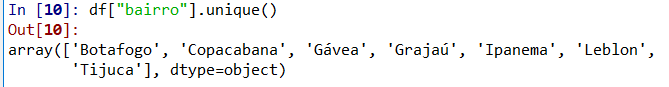 In [10]: df["bairro"].unique()
Out[10]:
array(['Botafogo', 'Copacabana', 'Gávea', 'Grajaú', 'Ipanema', 'Leblon',
'Tijuca'], dtype=object)